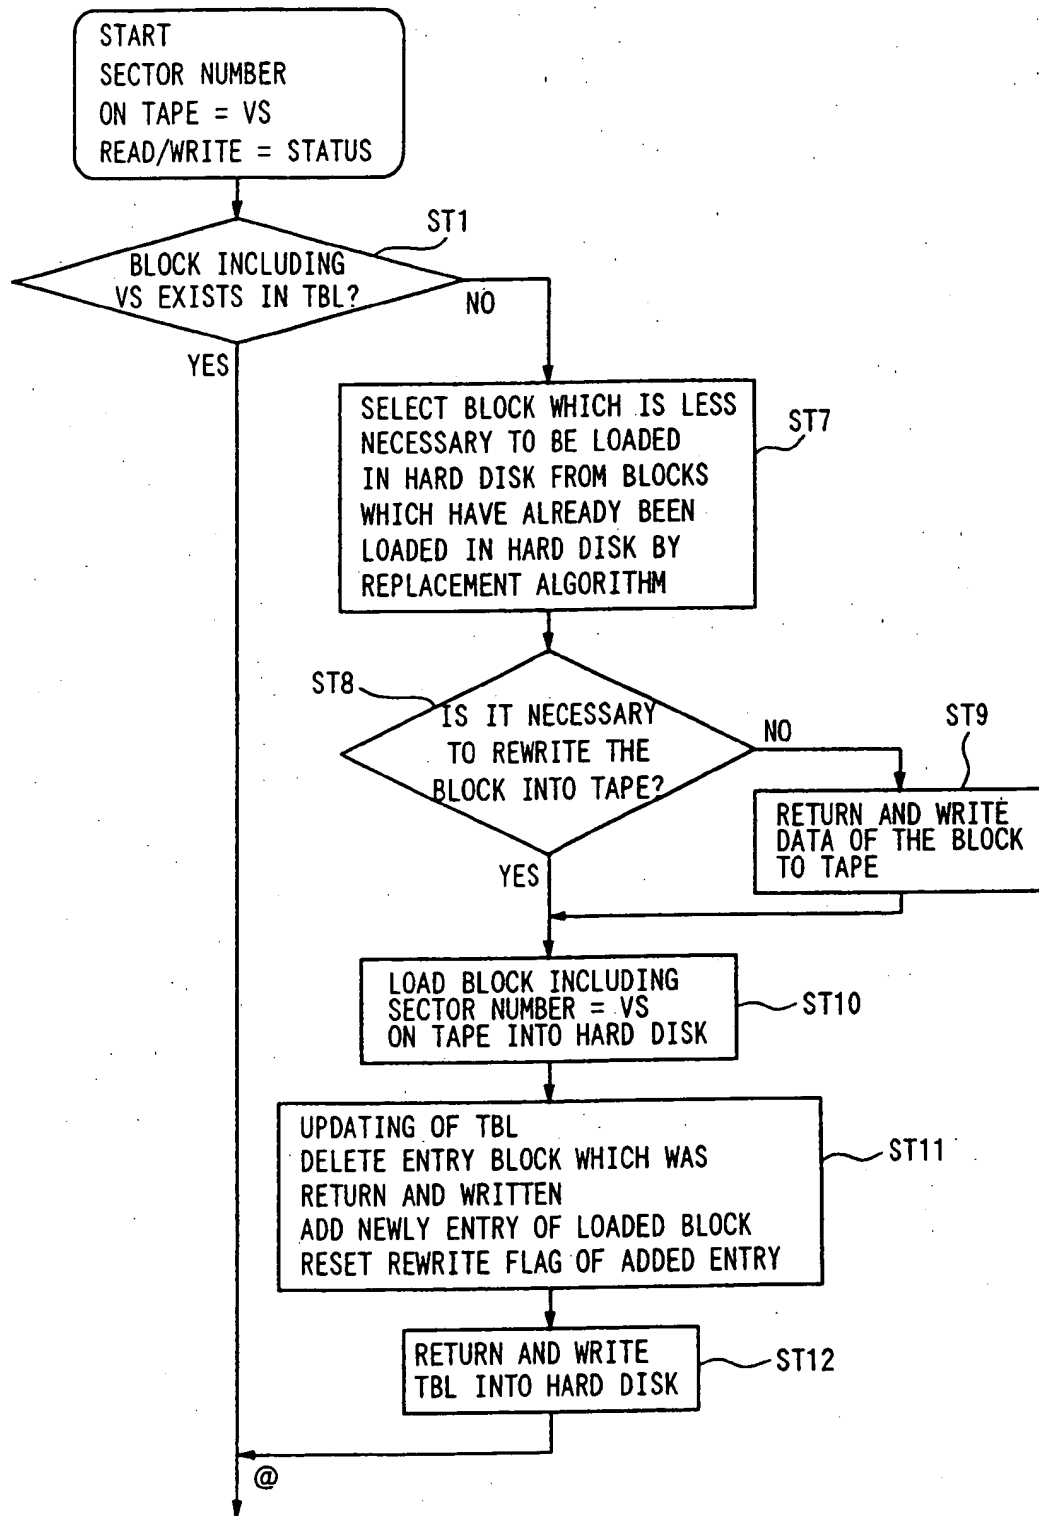 START
SECTOR NUMBER
ON TAPE = VS
READ/WRITE = STATUS
ST1
BLOCK INCLUDING
VS EXISTS IN TBL?
NO
YES
SELECT BLOCK WHICH IS LESS
NECESSARY TO BE LOADED
IN HARD DISK FROM BLOCKS
WHICH HAVE ALREADY BEEN
LOADED IN HARD DISK BY
REPLACEMENT ALGORITHM
ST7
ST8
IS IT NECESSARY
TO REWRITE THE
BLOCK INTO TAPE?
NO
ST9
YES
RETURN AND WRITE
DATA OF THE BLOCK
TO TAPE
LOAD BLOCK INCLUDING
SECTOR NUMBER = VS
ON TAPE INTO HARD DISK
ST10
UPDATING OF TBL
DELETE ENTRY BLOCK WHICH WAS
RETURN AND WRITTEN
ADD NEWLY ENTRY OF LOADED BLOCK
RESET REWRITE FLAG OF ADDED ENTRY
ST11
RETURN AND WRITE
TBL INTO HARD DISK
ST12
@